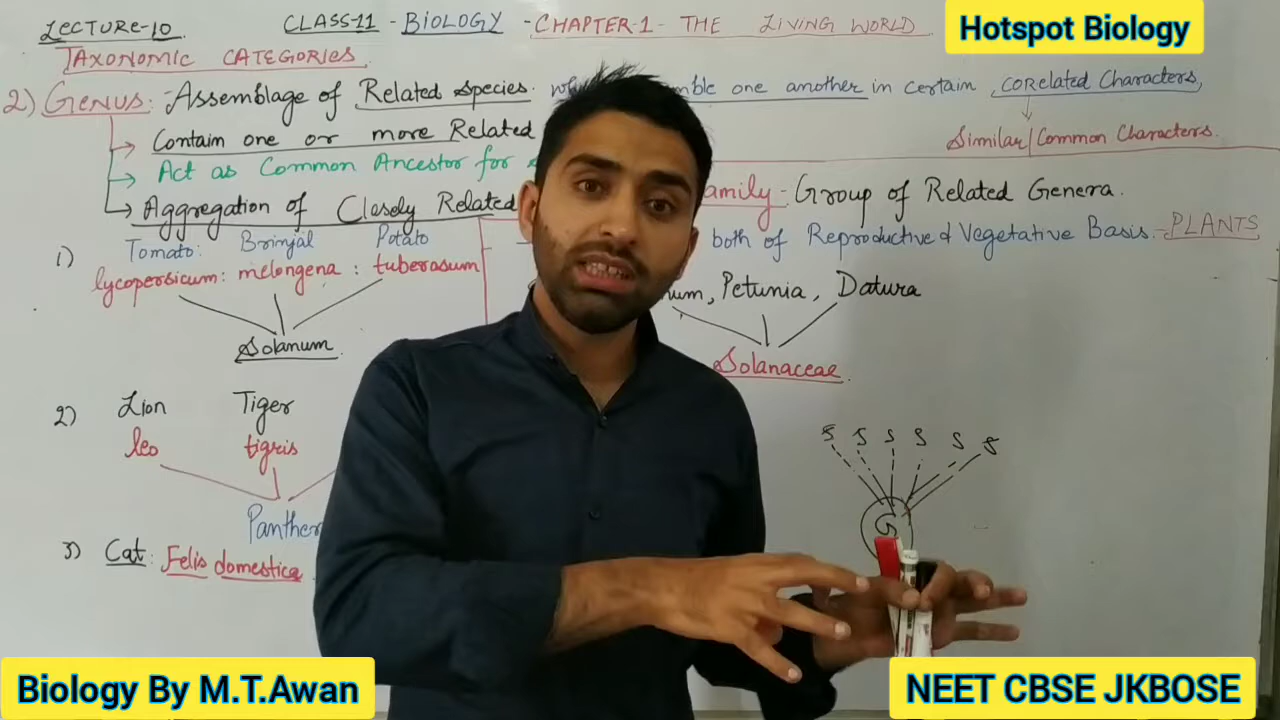 LECTURE-10 CLASS-11 - BIOLOGY - CHAPTER-1 - THE LIVING WORLD
Hotspot Biology
TAXONOMIC CATEGORIES
2) GENUS: -Assemblage of Related species. one another in certain CORelated Characters,
Contain one or more Related
Similar/Common Characters.
Act as Common Ancestor for
Aggregation of Closely Related
amily - Group of Related Genera.
both of Reproductive & Vegetative Basis. - PLANTS
1) Tomato: Brinjal Potato
lycopersicum: melongena : tuberosum
Solanum
num, Petunia, Datura
Solanaceae
2) Lion Tiger
leo tigris
Panther
3) Cat: Felis domestica
S S S S S S
G
Biology By M.T.Awan
NEET CBSE JKBOSE